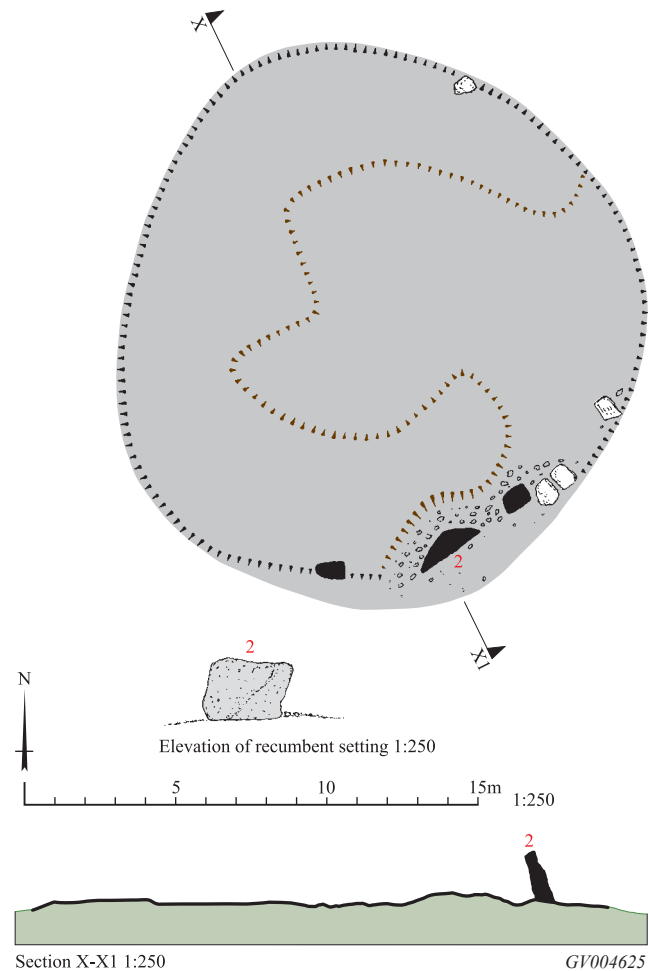 X
2
X1
2
N
Elevation of recumbent setting 1:250
5 10 15m 1:250
2
Section X-X1 1:250 GV004625